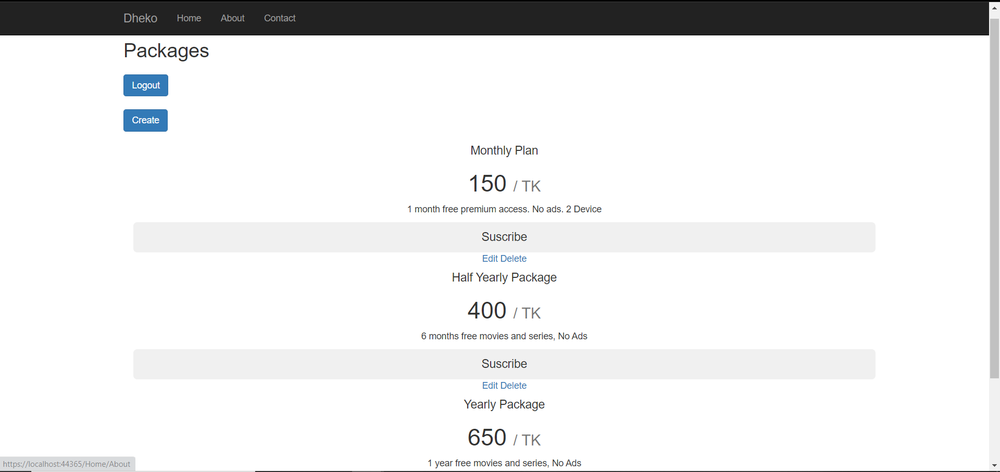 Dheko Home About Contact
Packages
Logout
Create
Monthly Plan
150 / TK
1 month free premium access. No ads. 2 Device
Suscribe
Edit Delete
Half Yearly Package
400 / TK
6 months free movies and series, No Ads
Suscribe
Edit Delete
Yearly Package
650 / TK
1 year free movies and series, No Ads
https://localhost:44365/Home/About